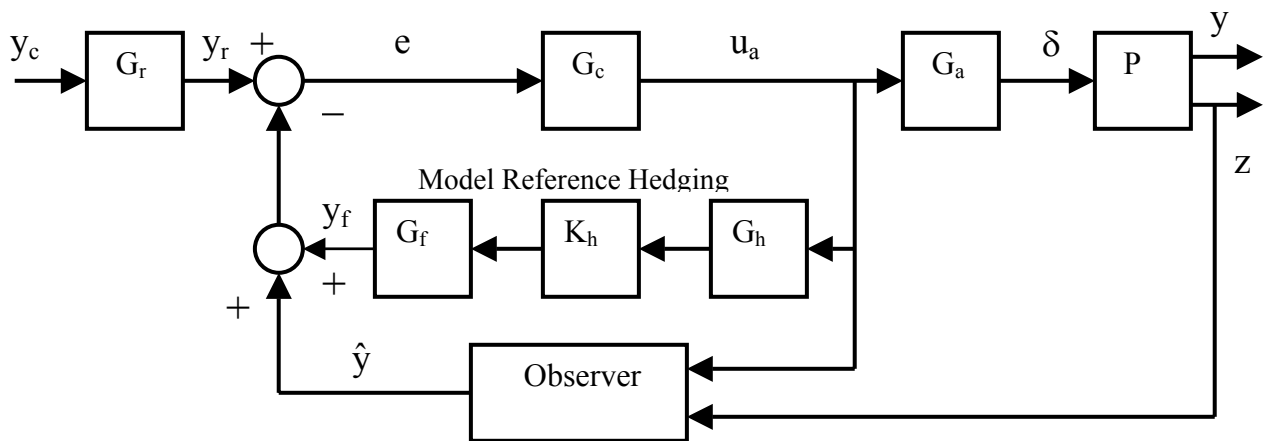 y_c
G_r
y_r
+
−
e
G_c
u_a
G_a
δ
P
y
z
Model Reference Hedging
y_f
G_f
K_h
G_h
+
+
ŷ
Observer